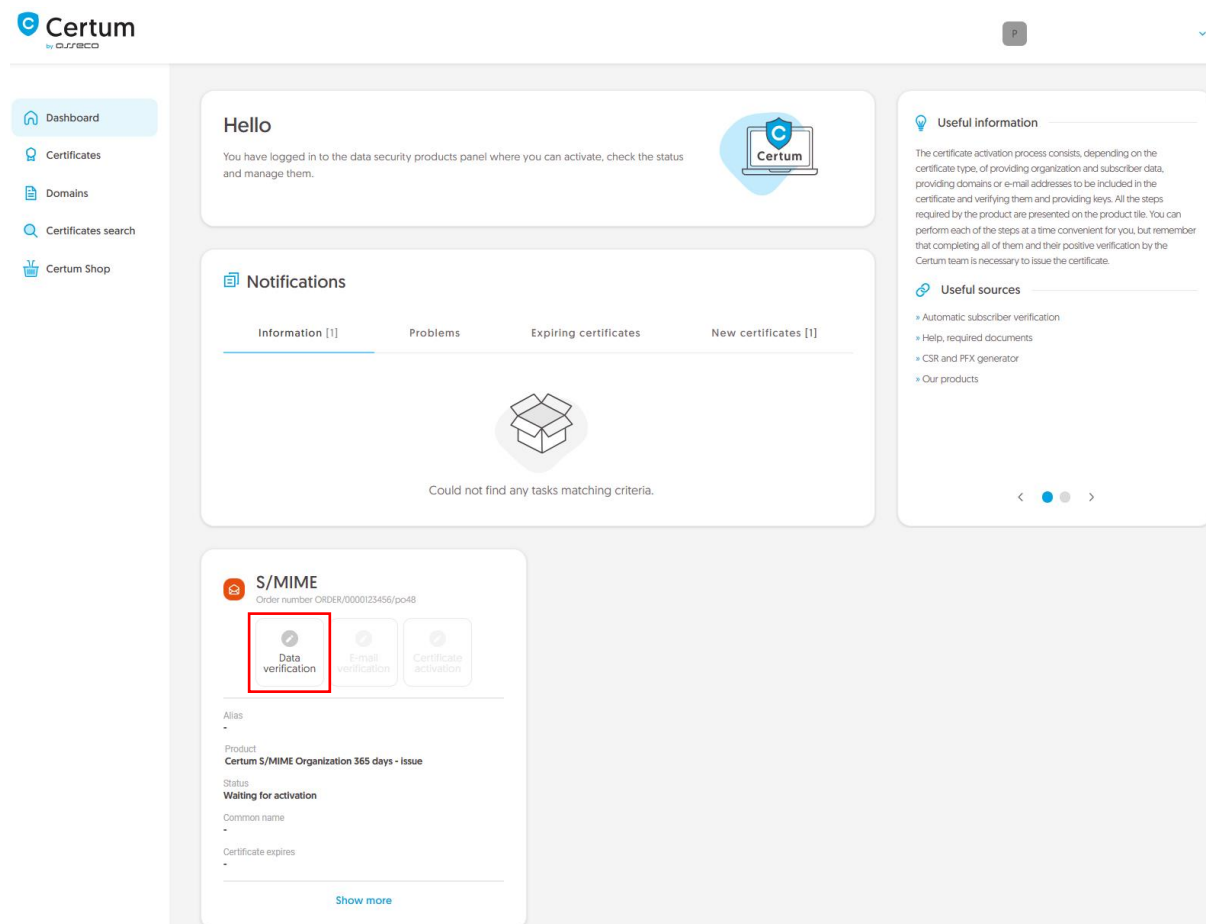 Certum
by asseco
P
Dashboard
Certificates
Domains
Certificates search
Certum Shop
Hello
You have logged in to the data security products panel where you can activate, check the status
and manage them.
C
Certum
Notifications
Information [1]
Problems
Expiring certificates
New certificates [1]
Could not find any tasks matching criteria.
Useful information
The certificate activation process consists, depending on the
certificate type, of providing organization and subscriber data,
providing domains or e-mail addresses to be included in the
certificate and verifying them and providing keys. All the steps
required by the product are presented on the product tile. You can
perform each of the steps at a time convenient for you, but remember
that completing all of them and their positive verification by the
Certum team is necessary to issue the certificate.
Useful sources
» Automatic subscriber verification
» Help, required documents
» CSR and PFX generator
» Our products
S/MIME
Order number ORDER/0000123456/po48
Data
verification
E-mail
verification
Certificate
activation
Alias
-
Product
Certum S/MIME Organization 365 days - issue
Status
Waiting for activation
Common name
-
Certificate expires
-
Show more